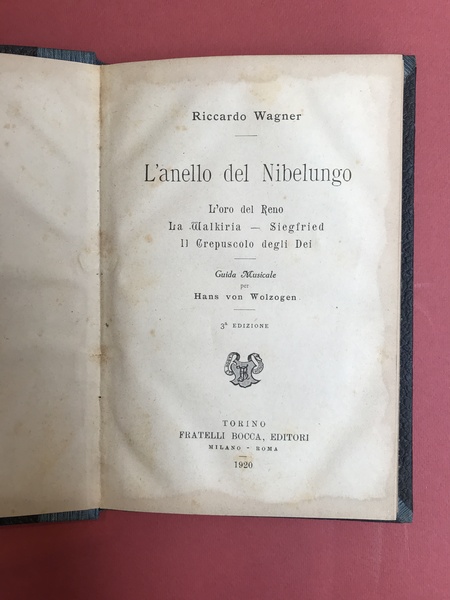 Riccardo Wagner
L'anello del Nibelungo
L'oro del Reno
La Walkiria — Siegfried
Il Crepuscolo degli Dei
Guida Musicale
per
Hans von Wolzogen
3ª EDIZIONE
TORINO
FRATELLI BOCCA, EDITORI
MILANO - ROMA
1920